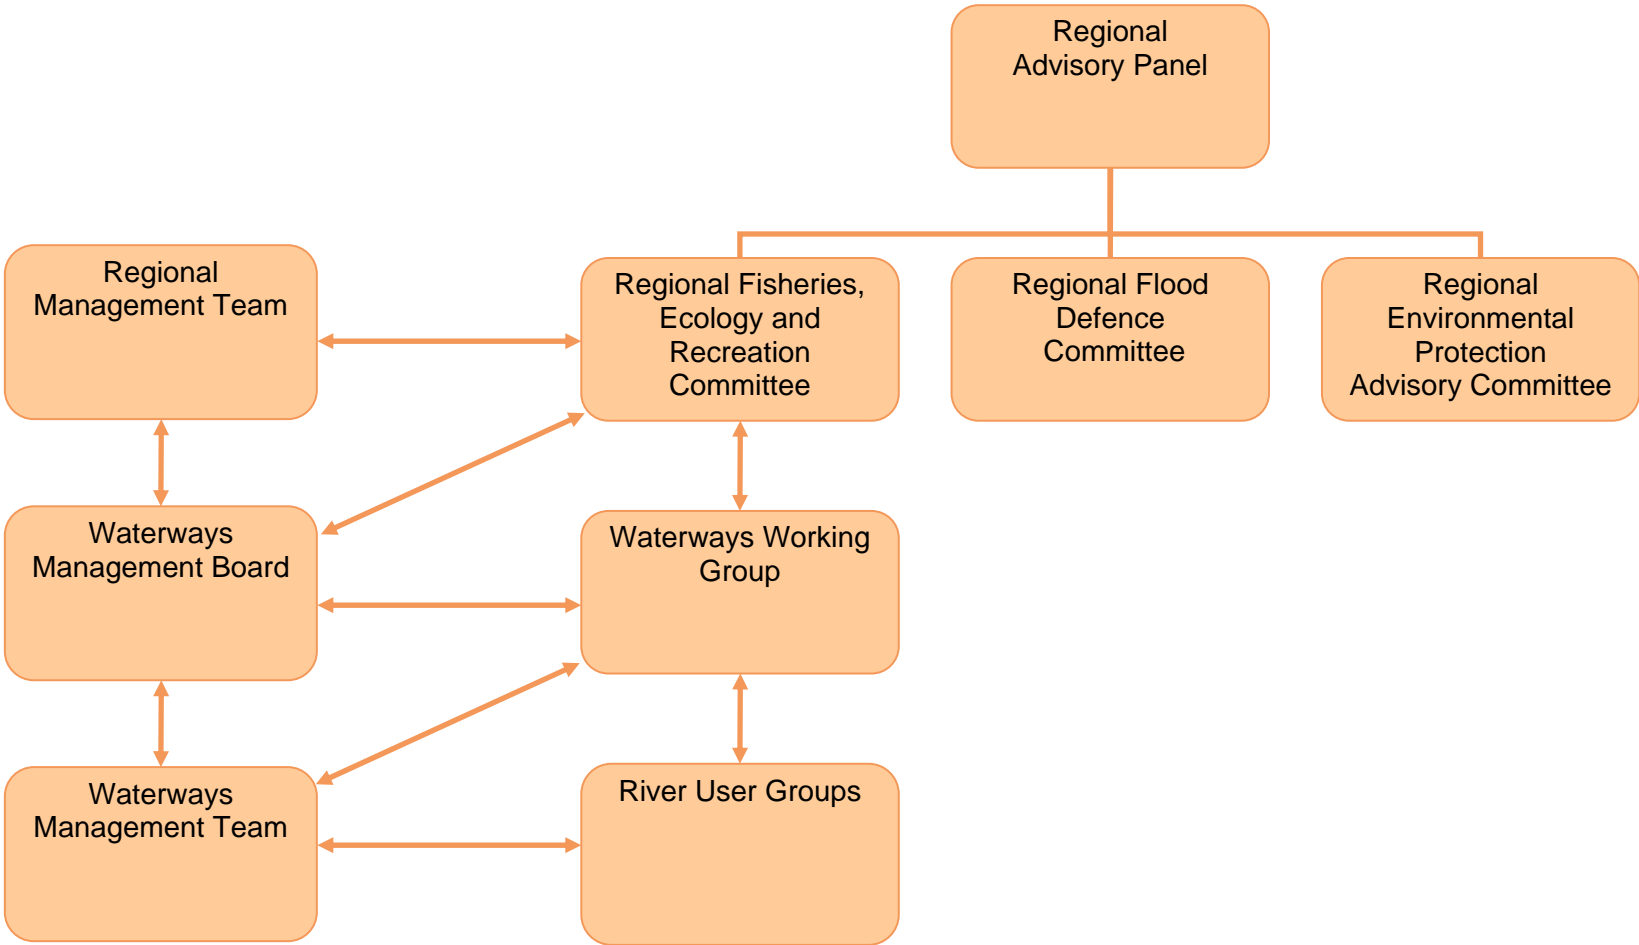 Regional
Advisory Panel
Regional
Management Team
Regional Fisheries,
Ecology and
Recreation
Committee
Regional Flood
Defence
Committee
Regional
Environmental
Protection
Advisory Committee
Waterways
Management Board
Waterways Working
Group
Waterways
Management Team
River User Groups